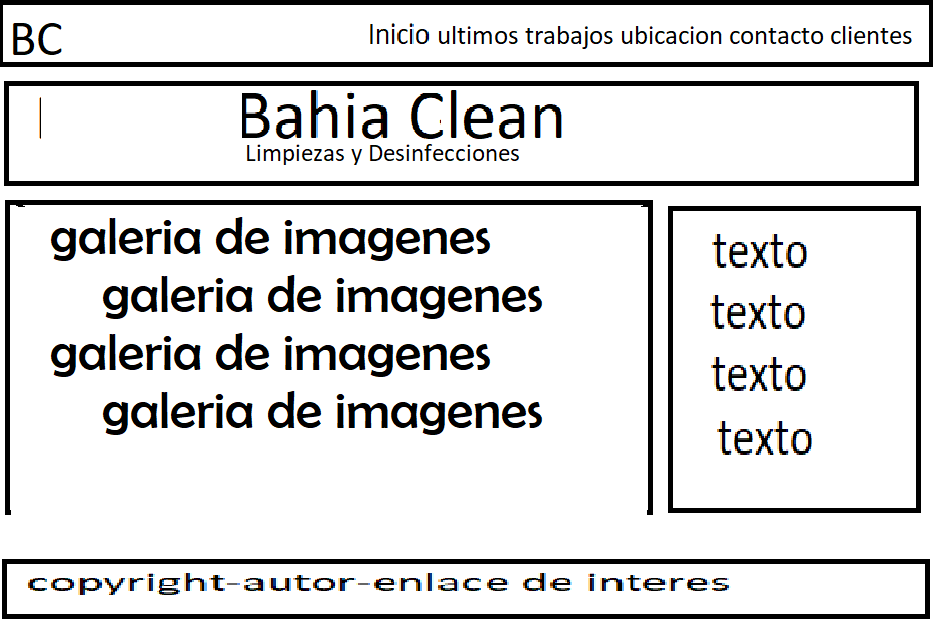 BC
Inicio ultimos trabajos ubicacion contacto clientes
Bahia Clean
Limpiezas y Desinfecciones
galeria de imagenes
galeria de imagenes
galeria de imagenes
galeria de imagenes
texto
texto
texto
texto
copyright-autor-enlace de interes